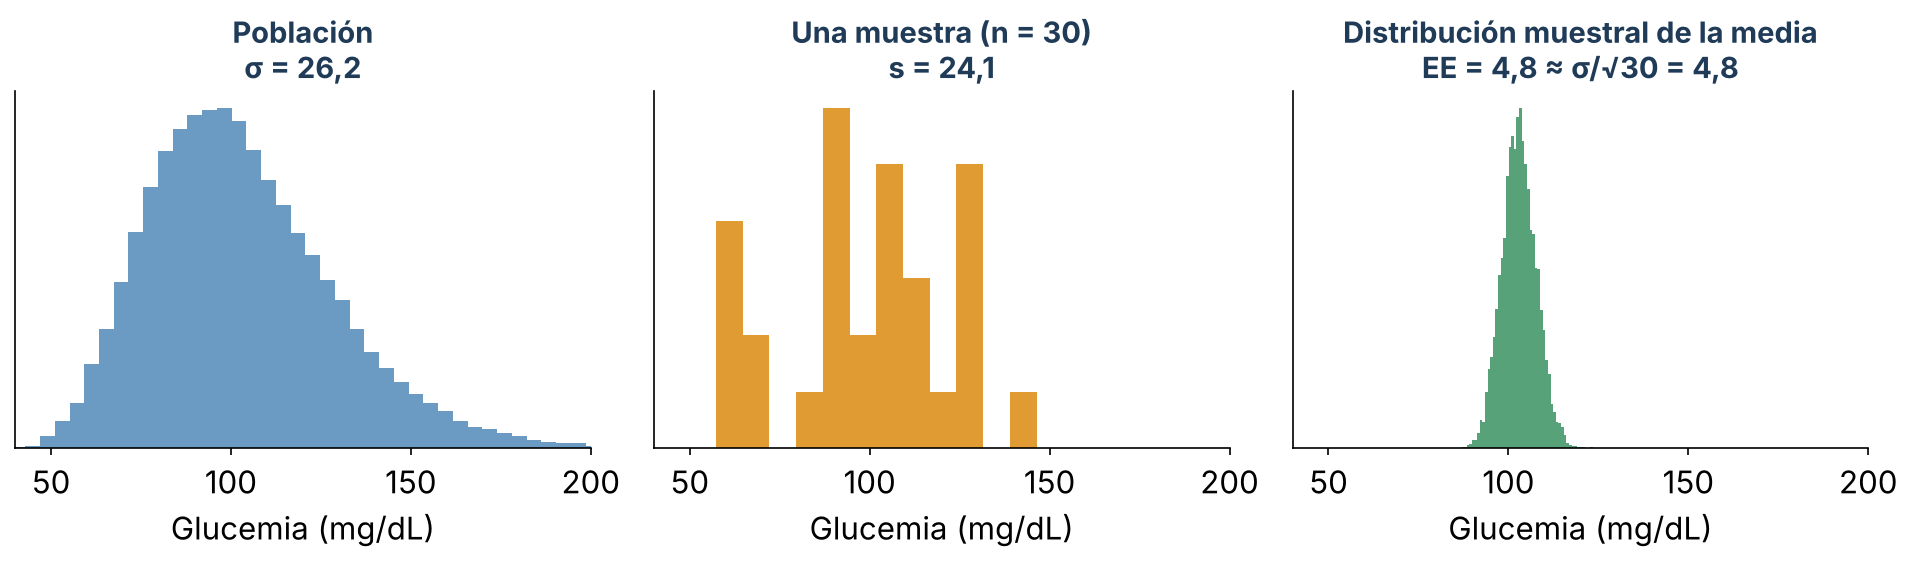 Población
σ = 26,2
50 100 150 200
Glucemia (mg/dL)
Una muestra (n = 30)
s = 24,1
50 100 150 200
Glucemia (mg/dL)
Distribución muestral de la media
EE = 4,8 ≈ σ/√30 = 4,8
50 100 150 200
Glucemia (mg/dL)